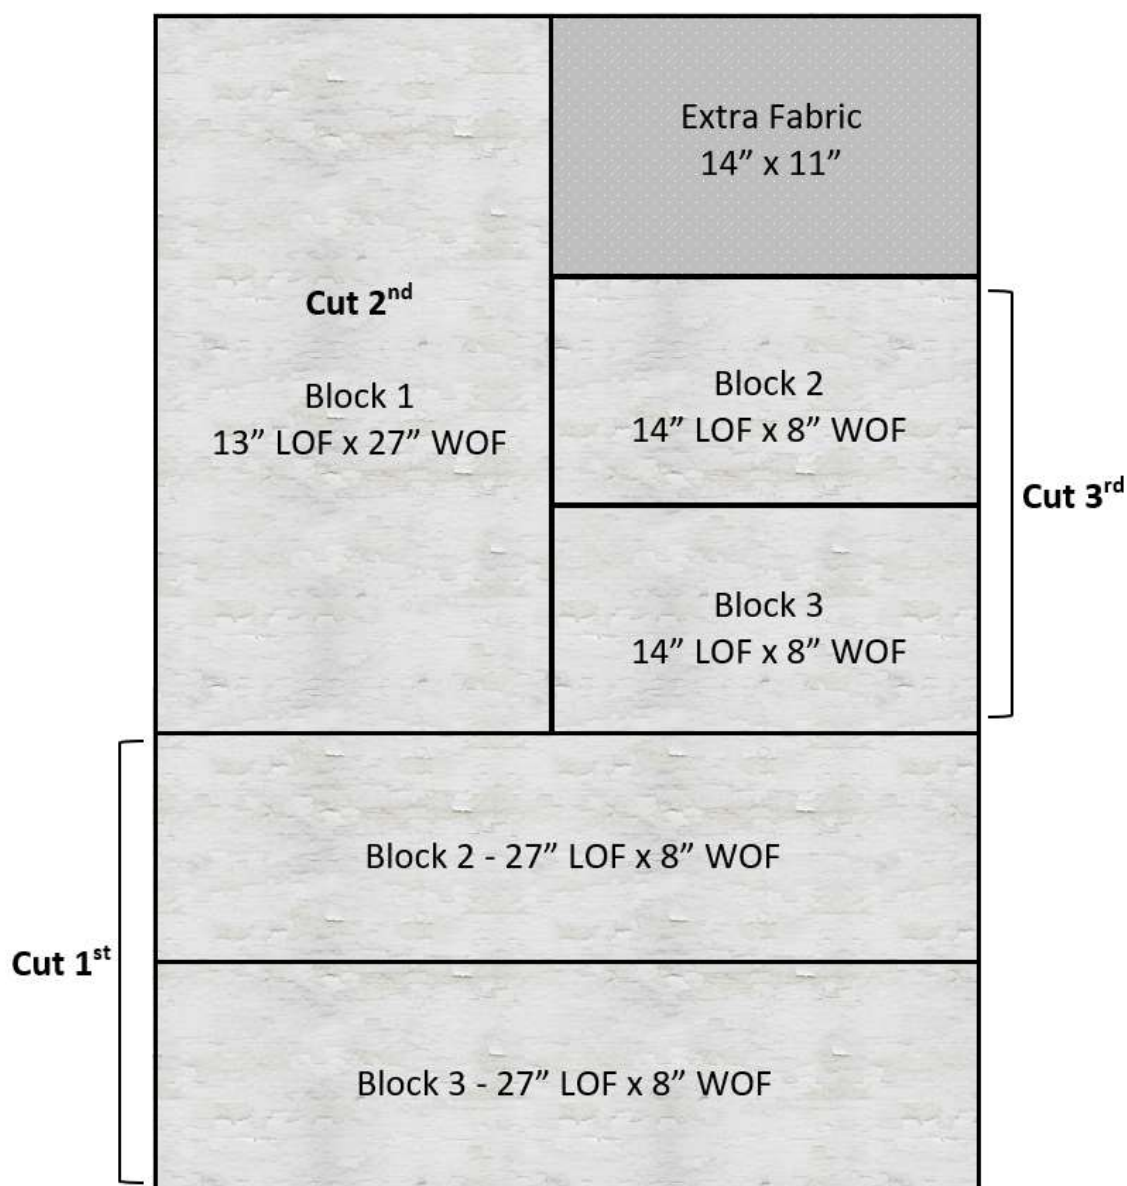 Extra Fabric
14” x 11”
Cut 2nd
Block 1
13” LOF x 27” WOF
Block 2
14” LOF x 8” WOF
Cut 3rd
Block 3
14” LOF x 8” WOF
Block 2 - 27” LOF x 8” WOF
Cut 1st
Block 3 - 27” LOF x 8” WOF